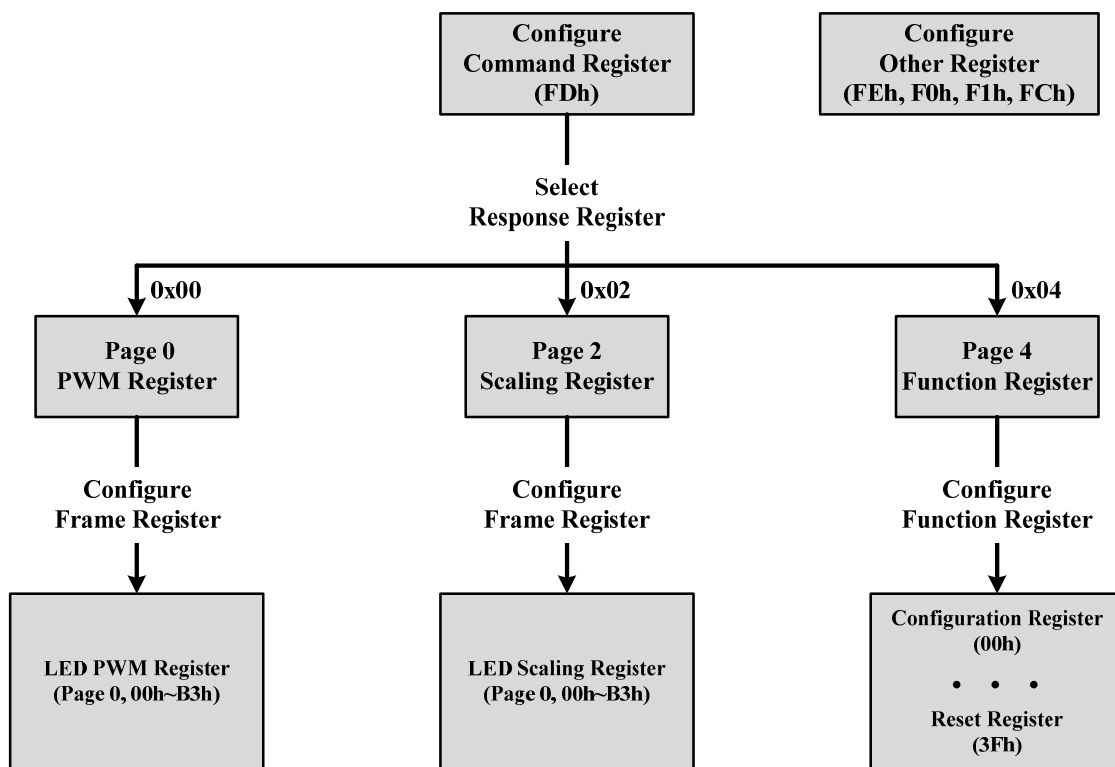 Configure
Command Register
(FDh)
Configure
Other Register
(FEh, F0h, F1h, FCh)
Select
Response Register
0x00
0x02
0x04
Page 0
PWM Register
Page 2
Scaling Register
Page 4
Function Register
Configure
Frame Register
Configure
Frame Register
Configure
Function Register
LED PWM Register
(Page 0, 00h~B3h)
LED Scaling Register
(Page 0, 00h~B3h)
Configuration Register
(00h)
• • •
Reset Register
(3Fh)